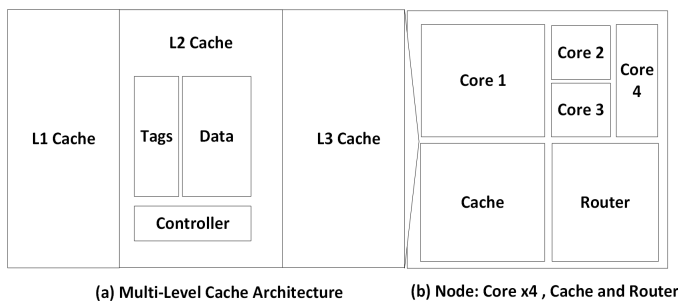 L1 Cache
L2 Cache
Tags
Data
Controller
L3 Cache
Core 1
Core 2
Core 3
Core
4
Cache
Router
(a) Multi-Level Cache Architecture
(b) Node: Core x4 , Cache and Router